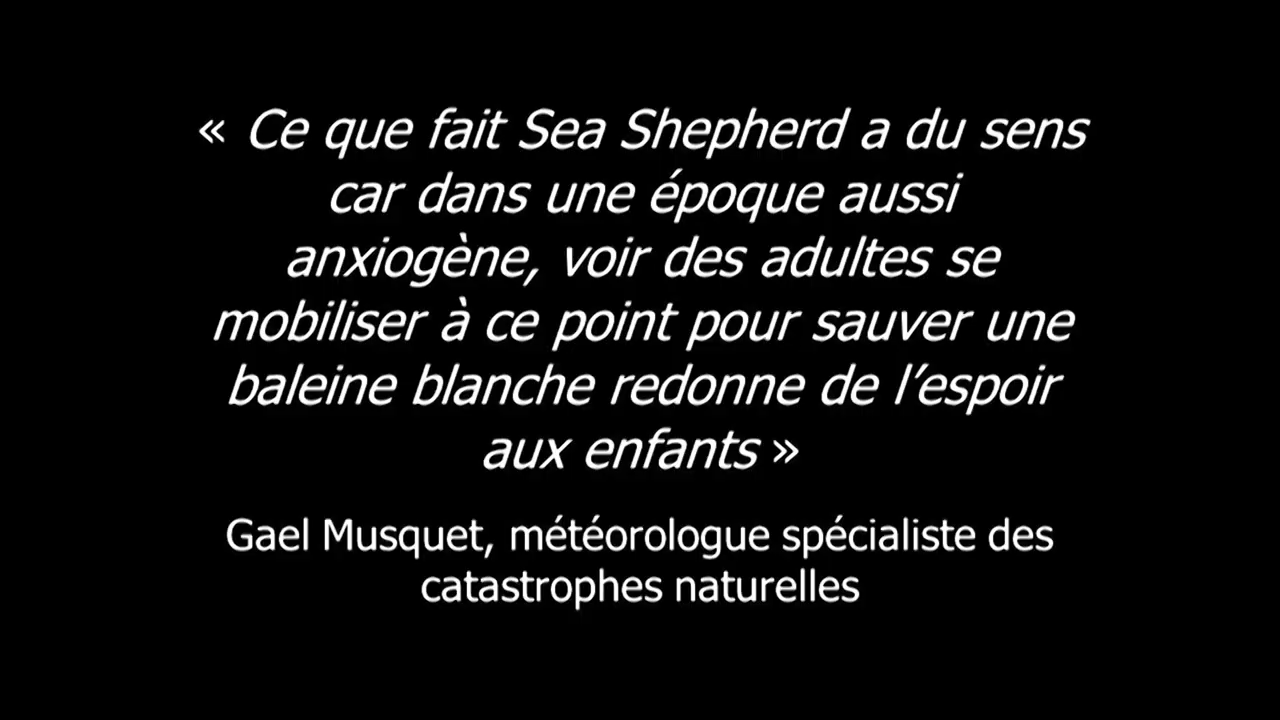 « Ce que fait Sea Shepherd a du sens
car dans une époque aussi
anxiogène, voir des adultes se
mobiliser à ce point pour sauver une
baleine blanche redonne de l’espoir
aux enfants »
Gael Musquet, météorologue spécialiste des
catastrophes naturelles